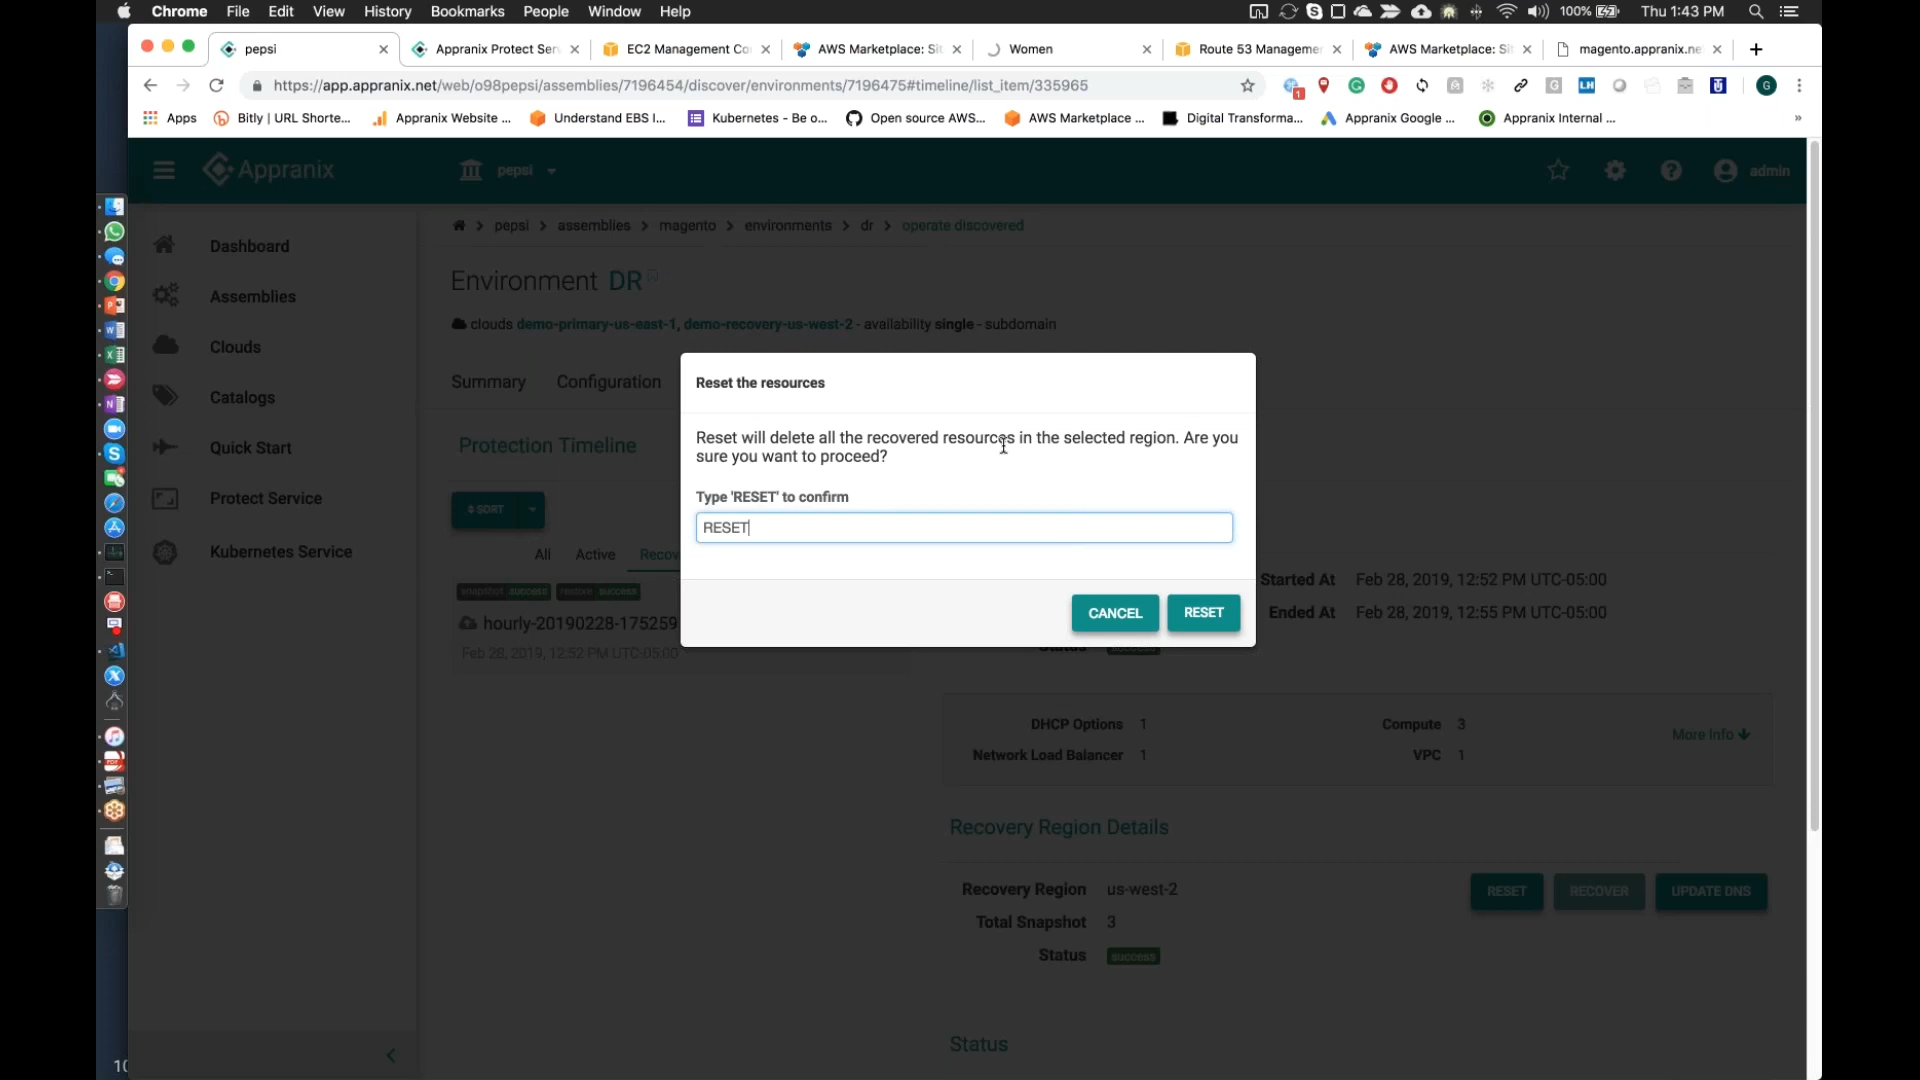 Chrome File Edit View History Bookmarks People Window Help 100% Thu 1:43 PM
pepsi Appranix Protect Ser EC2 Management Co AWS Marketplace: Sit Women Route 53 Manageme AWS Marketplace: Sit magento.appranix.ne
https://app.appranix.net/web/o98pepsi/assemblies/7196454/discover/environments/7196475#timeline/list_item/335965
Apps Bitly | URL Shorte... Appranix Website ... Understand EBS I... Kubernetes - Be o... Open source AWS... AWS Marketplace ... Digital Transforma... Appranix Google ... Appranix Internal ... »
Appranix pepsi admin
pepsi > assemblies > magento > environments > dr > operate discovered
Dashboard
Assemblies
Clouds
Catalogs
Quick Start
Protect Service
Kubernetes Service
Environment DR
clouds demo-primary-us-east-1, demo-recovery-us-west-2 - availability single - subdomain
Summary Configuration
Protection Timeline
SORT
All Active Recov
snapshot success restore success
hourly-20190228-175259
Feb 28, 2019, 12:52 PM UTC-05:00
Reset the resources
Reset will delete all the recovered resources in the selected region. Are you
sure you want to proceed?
Type 'RESET' to confirm
RESET
CANCEL RESET
Started At Feb 28, 2019, 12:52 PM UTC-05:00
Ended At Feb 28, 2019, 12:55 PM UTC-05:00
DHCP Options 1 Compute 3
Network Load Balancer 1 VPC 1
More Info
Recovery Region Details
Recovery Region us-west-2
RESET RECOVER UPDATE DNS
Total Snapshot 3
Status success
Status